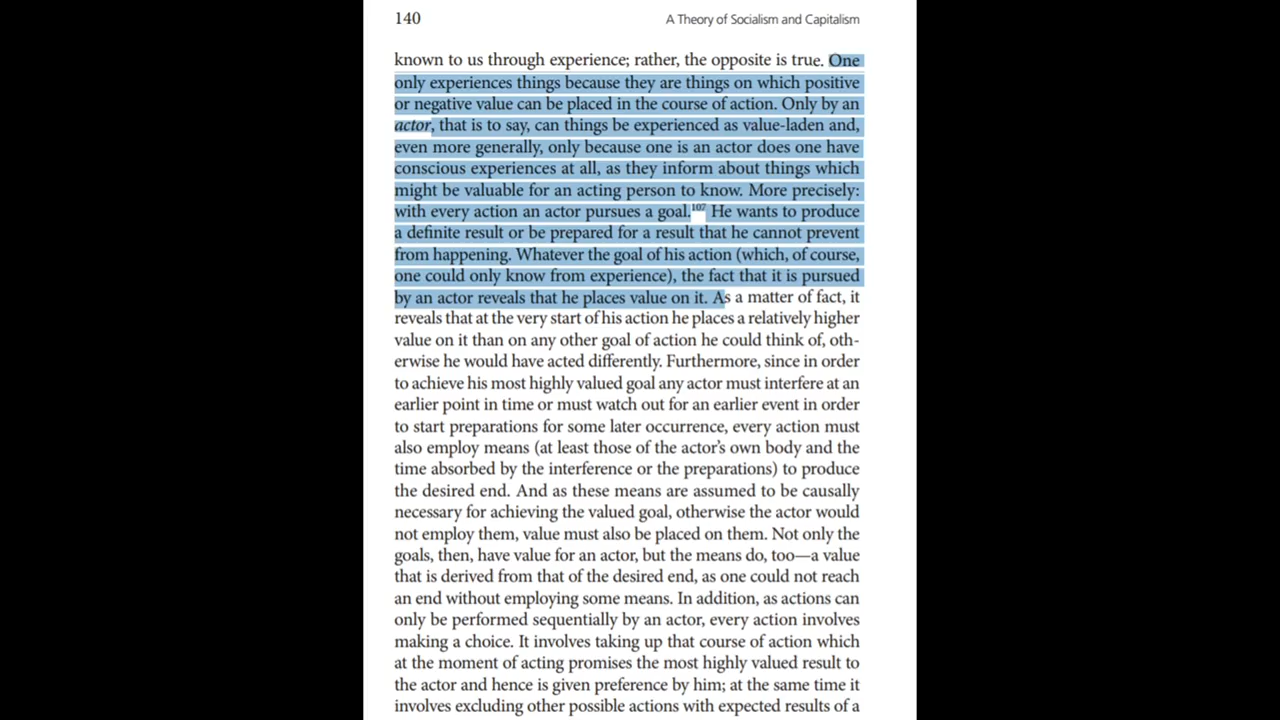 140
A Theory of Socialism and Capitalism
known to us through experience; rather, the opposite is true. One
only experiences things because they are things on which positive
or negative value can be placed in the course of action. Only by an
actor, that is to say, can things be experienced as value-laden and,
even more generally, only because one is an actor does one have
conscious experiences at all, as they inform about things which
might be valuable for an acting person to know. More precisely:
with every action an actor pursues a goal.107 He wants to produce
a definite result or be prepared for a result that he cannot prevent
from happening. Whatever the goal of his action (which, of course,
one could only know from experience), the fact that it is pursued
by an actor reveals that he places value on it. As a matter of fact, it
reveals that at the very start of his action he places a relatively higher
value on it than on any other goal of action he could think of, oth-
erwise he would have acted differently. Furthermore, since in order
to achieve his most highly valued goal any actor must interfere at an
earlier point in time or must watch out for an earlier event in order
to start preparations for some later occurrence, every action must
also employ means (at least those of the actor's own body and the
time absorbed by the interference or the preparations) to produce
the desired end. And as these means are assumed to be causally
necessary for achieving the valued goal, otherwise the actor would
not employ them, value must also be placed on them. Not only the
goals, then, have value for an actor, but the means do, too—a value
that is derived from that of the desired end, as one could not reach
an end without employing some means. In addition, as actions can
only be performed sequentially by an actor, every action involves
making a choice. It involves taking up that course of action which
at the moment of acting promises the most highly valued result to
the actor and hence is given preference by him; at the same time it
involves excluding other possible actions with expected results of a